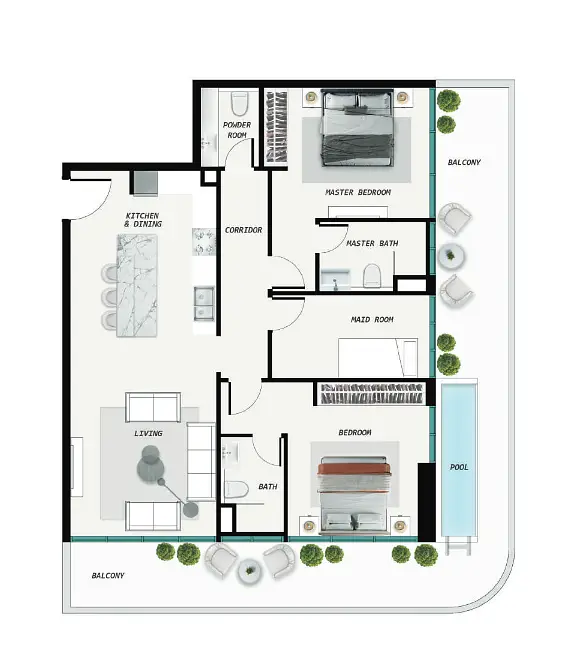 POWDER
ROOM
BALCONY
MASTER BEDROOM
KITCHEN
& DINING
CORRIDOR
MASTER BATH
MAID ROOM
LIVING
BEDROOM
POOL
BATH
BALCONY